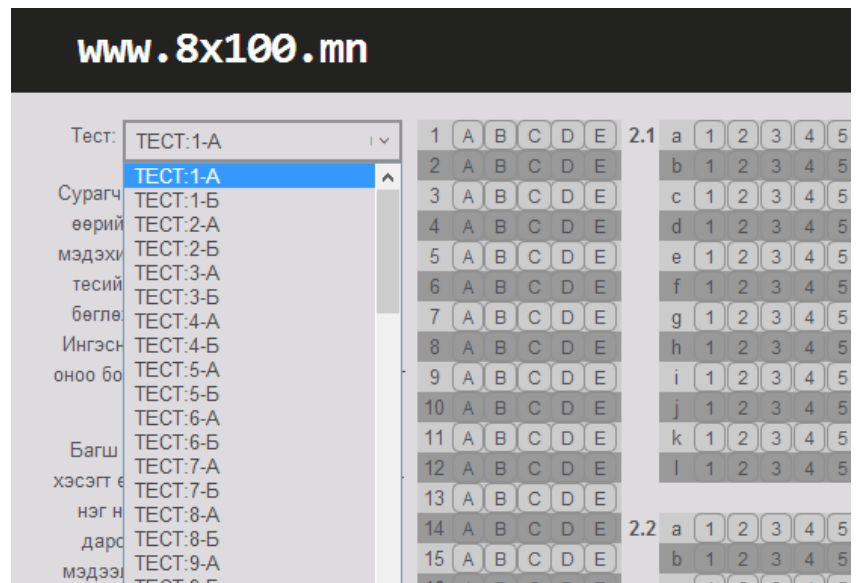 www.8x100.mn
Тест:
ТЕСТ:1-А
ТЕСТ:1-А
ТЕСТ:1-Б
ТЕСТ:2-А
ТЕСТ:2-Б
ТЕСТ:3-А
ТЕСТ:3-Б
ТЕСТ:4-А
ТЕСТ:4-Б
ТЕСТ:5-А
ТЕСТ:5-Б
ТЕСТ:6-А
ТЕСТ:6-Б
ТЕСТ:7-А
ТЕСТ:7-Б
ТЕСТ:8-А
ТЕСТ:8-Б
ТЕСТ:9-А
Сурагч
өөрий
мэдэхи
тесий
Ингэсн
оноо бо
Багш
хэсэгт
нэг н
дарс
мэдээ
1 A B C D E
2 A B C D E
3 A B C D E
4 A B C D E
5 A B C D E
6 A B C D E
7 A B C D E
8 A B C D E
9 A B C D E
10 A B C D E
11 A B C D E
12 A B C D E
13 A B C D E
14 A B C D E
15 A B C D E
2.1 a 1 2 3 4 5
b 1 2 3 4 5
c 1 2 3 4 5
d 1 2 3 4 5
e 1 2 3 4 5
f 1 2 3 4 5
g 1 2 3 4 5
h 1 2 3 4 5
i 1 2 3 4 5
j 1 2 3 4 5
k 1 2 3 4 5
l 1 2 3 4 5
2.2 a 1 2 3 4 5
b 1 2 3 4 5